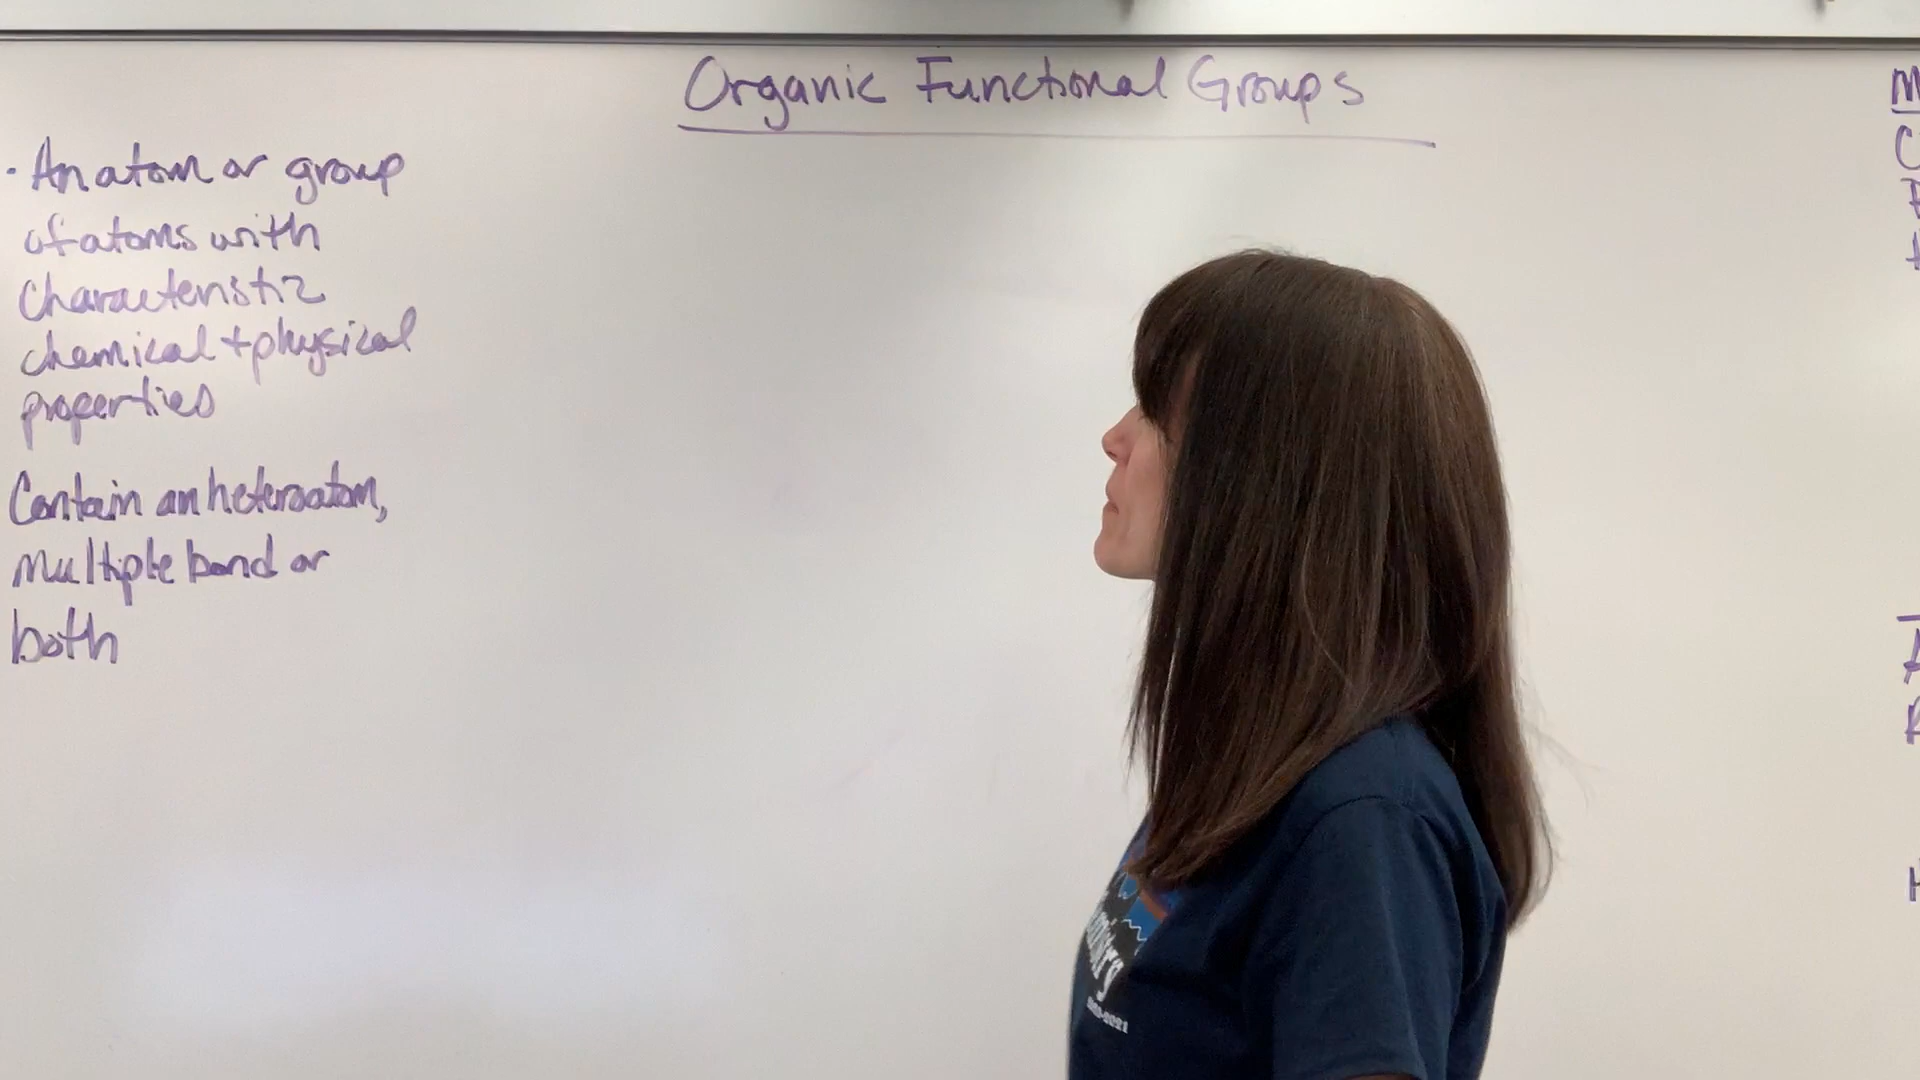 Organic Functional Groups
· An atom or group
of atoms with
characteristic
chemical + physical
properties
Contain an heteroatom,
multiple bond or
both